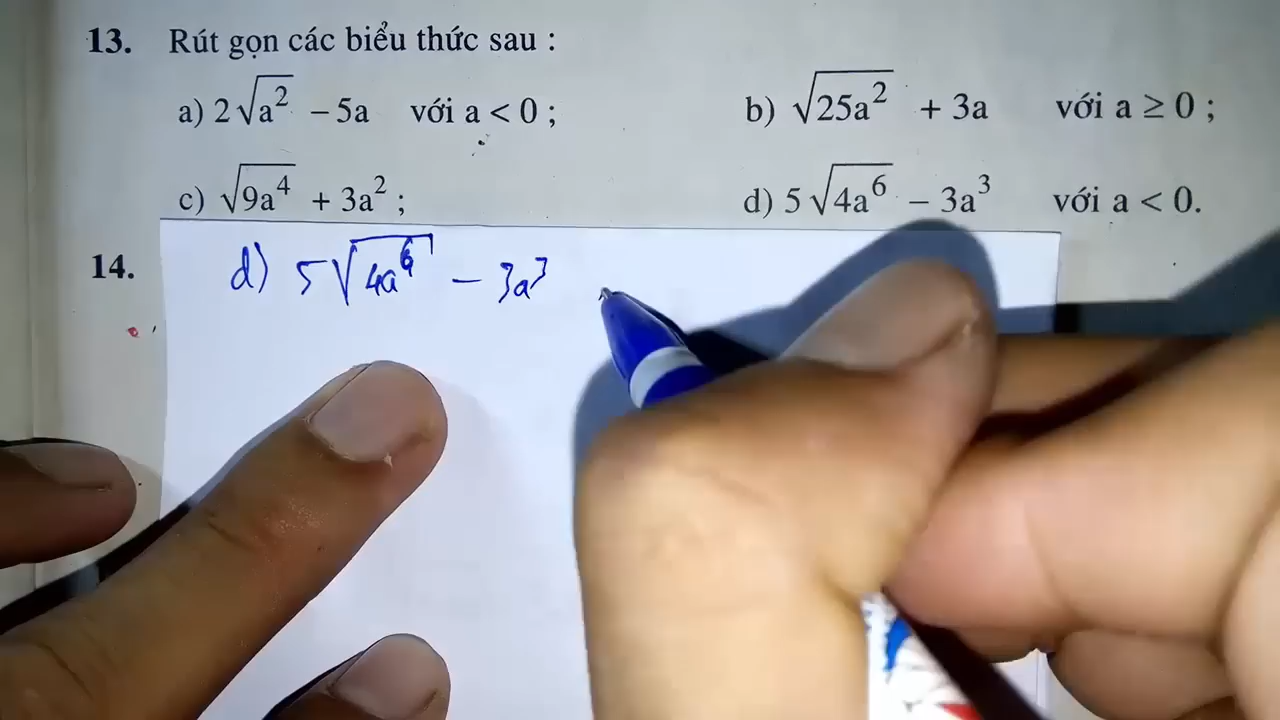 13. Rút gọn các biểu thức sau :
a) 2√a² – 5a với a < 0 ; b) √25a² + 3a với a ≥ 0 ;
c) √9a⁴ + 3a² ; d) 5√4a⁶ – 3a³ với a < 0.
14. d) 5√4a⁶ – 3a³